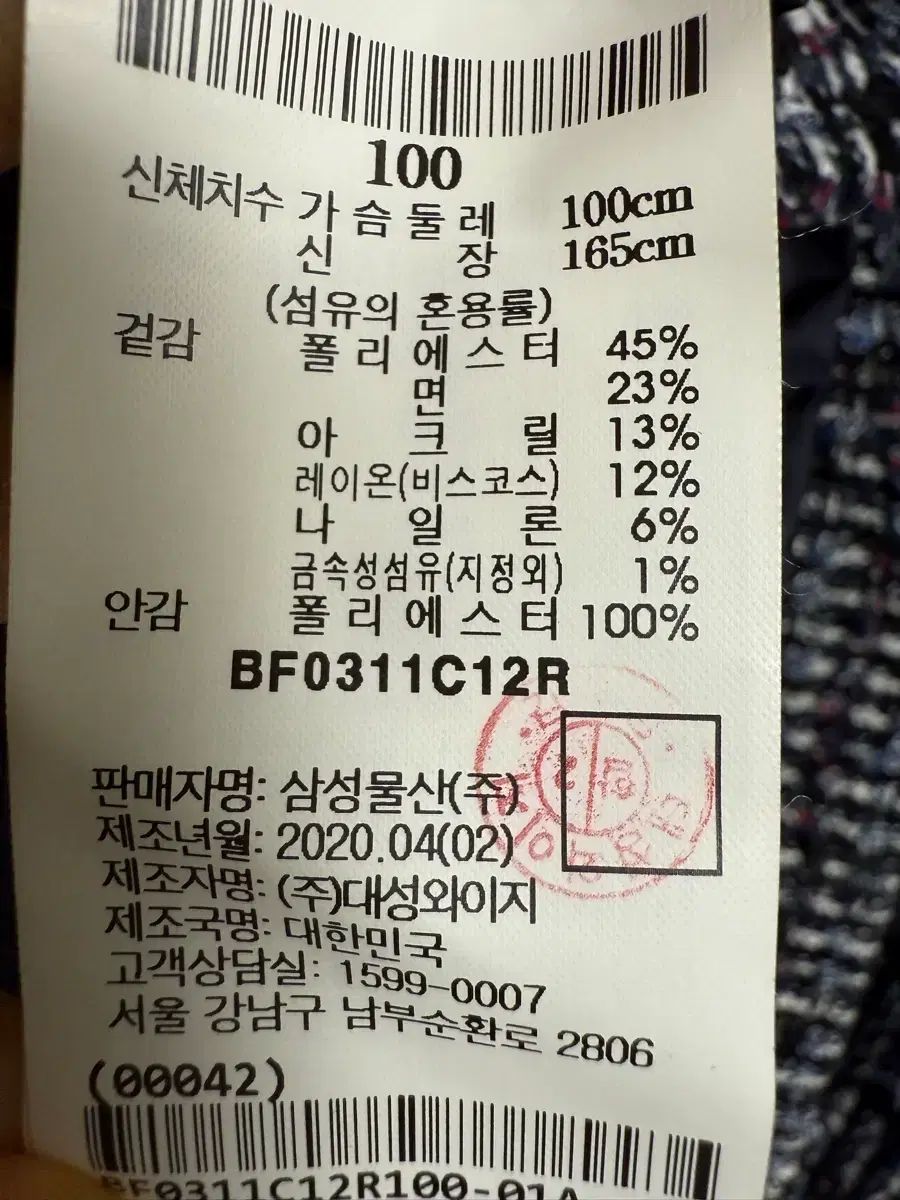 100
신체치수 가슴둘레 100cm
신장 165cm
(섬유의 혼용률)
겉감 폴리에스터 45%
면 23%
아크릴 13%
레이온(비스코스) 12%
나일론 6%
금속성섬유(지정외) 1%
안감 폴리에스터 100%
BF0311C12R
판매자명: 삼성물산(주)
제조년월: 2020.04(02)
제조자명: (주)대성와이지
제조국명: 대한민국
고객상담실: 1599-0007
서울 강남구 남부순환로 2806
(00042)
BF0311C12R100-01A